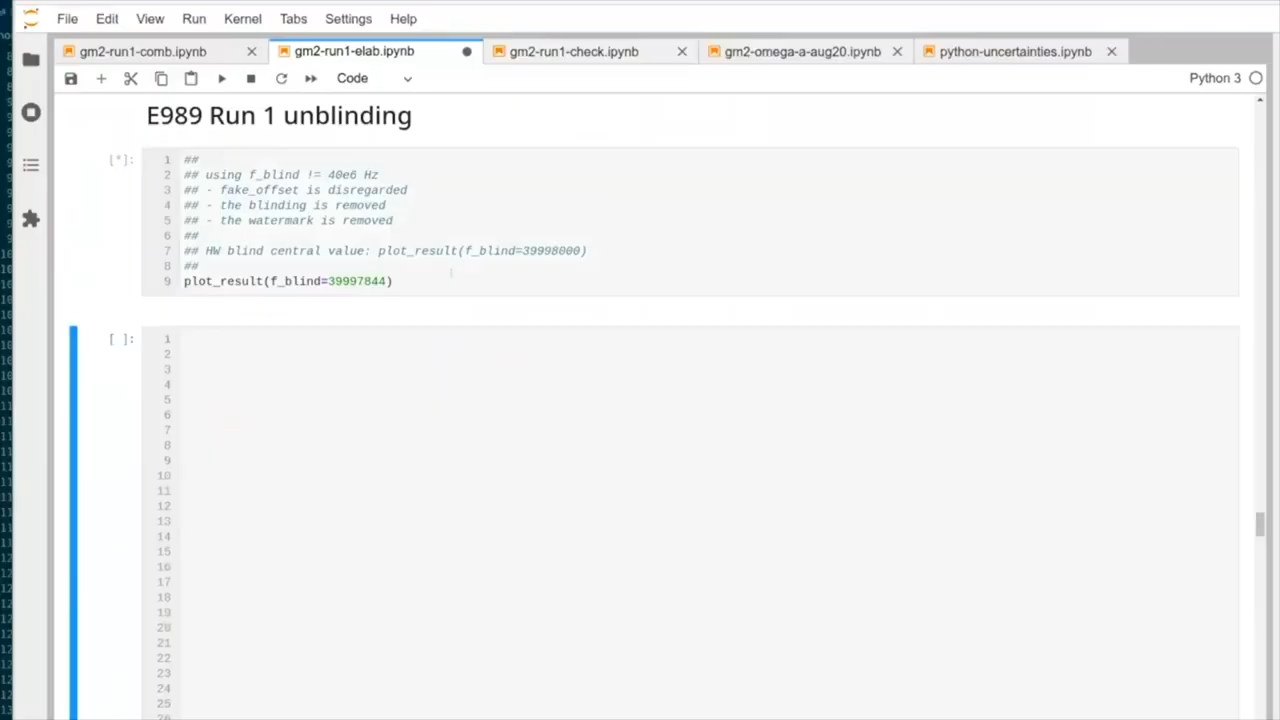 File Edit View Run Kernel Tabs Settings Help
gm2-run1-comb.ipynb gm2-run1-elab.ipynb gm2-run1-check.ipynb gm2-omega-a-aug20.ipynb python-uncertainties.ipynb
Code Python 3
E989 Run 1 unblinding
[*]: 1 ##
2 ## using f_blind != 40e6 Hz
3 ## - fake_offset is disregarded
4 ## - the blinding is removed
5 ## - the watermark is removed
6 ##
7 ## HW blind central value: plot_result(f_blind=39998000)
8 ##
9 plot_result(f_blind=39997844)
[ ]: 1
2
3
4
5
6
7
8
9
10
11
12
13
14
15
16
17
18
19
20
21
22
23
24
25